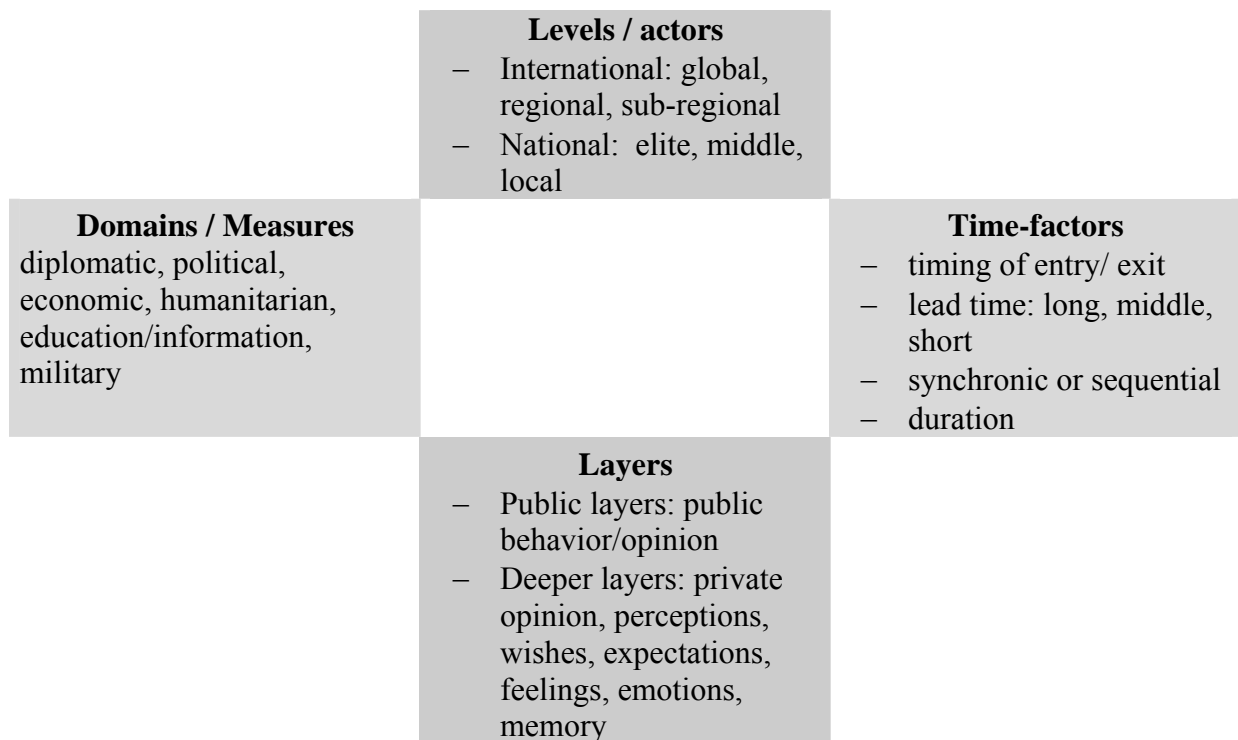 Levels / actors
– International: global,
regional, sub-regional
– National: elite, middle,
local
Domains / Measures
diplomatic, political,
economic, humanitarian,
education/information,
military
Time-factors
– timing of entry/ exit
– lead time: long, middle,
short
– synchronic or sequential
– duration
Layers
– Public layers: public
behavior/opinion
– Deeper layers: private
opinion, perceptions,
wishes, expectations,
feelings, emotions,
memory